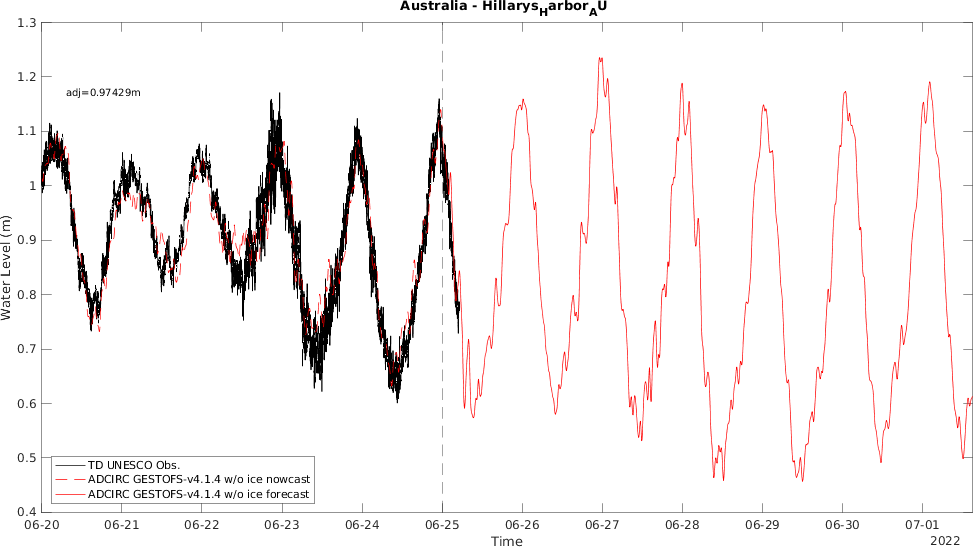 Australia - HillarysHarborAU
1.3
1.2
adj=0.97429m
1.1
1
0.9
Water Level (m)
0.8
0.7
0.6
0.5
TD UNESCO Obs.
ADCIRC GESTOFS-v4.1.4 w/o ice nowcast
ADCIRC GESTOFS-v4.1.4 w/o ice forecast
0.4
06-20 06-21 06-22 06-23 06-24 06-25 06-26 06-27 06-28 06-29 06-30 07-01
Time
2022